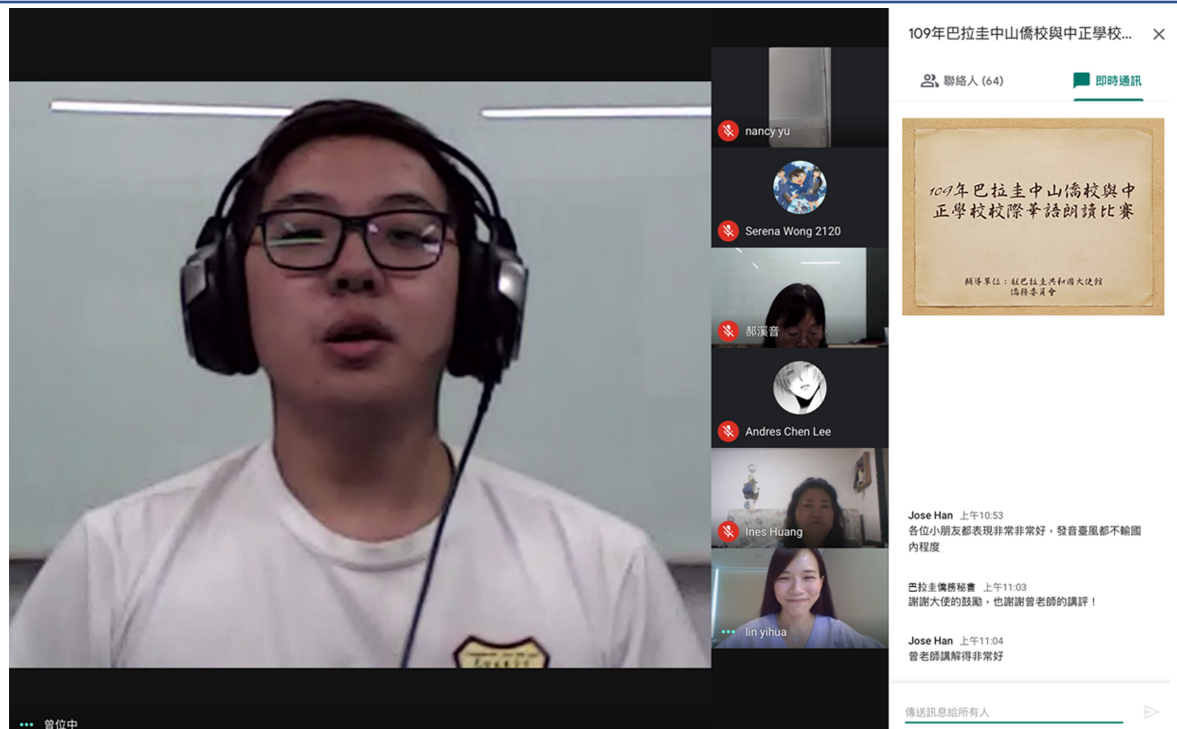 109年巴拉圭中山僑校與中正學校...
聯絡人 (64)
即時通訊
109年巴拉圭中山僑校與中
正學校校際華語朗讀比賽
輔導單位：駐巴拉圭共和國大使館
僑務委員會
nancy yu
Serena Wong 2120
郝溪音
Andres Chen Lee
Ines Huang
lin yihua
曾位中
Jose Han 上午10:53
各位小朋友都表現非常非常好，發音臺風都不輸國
內程度
巴拉圭僑務秘書 上午11:03
謝謝大使的鼓勵，也謝謝曾老師的講評！
Jose Han 上午11:04
曾老師講解得非常好
傳送訊息給所有人